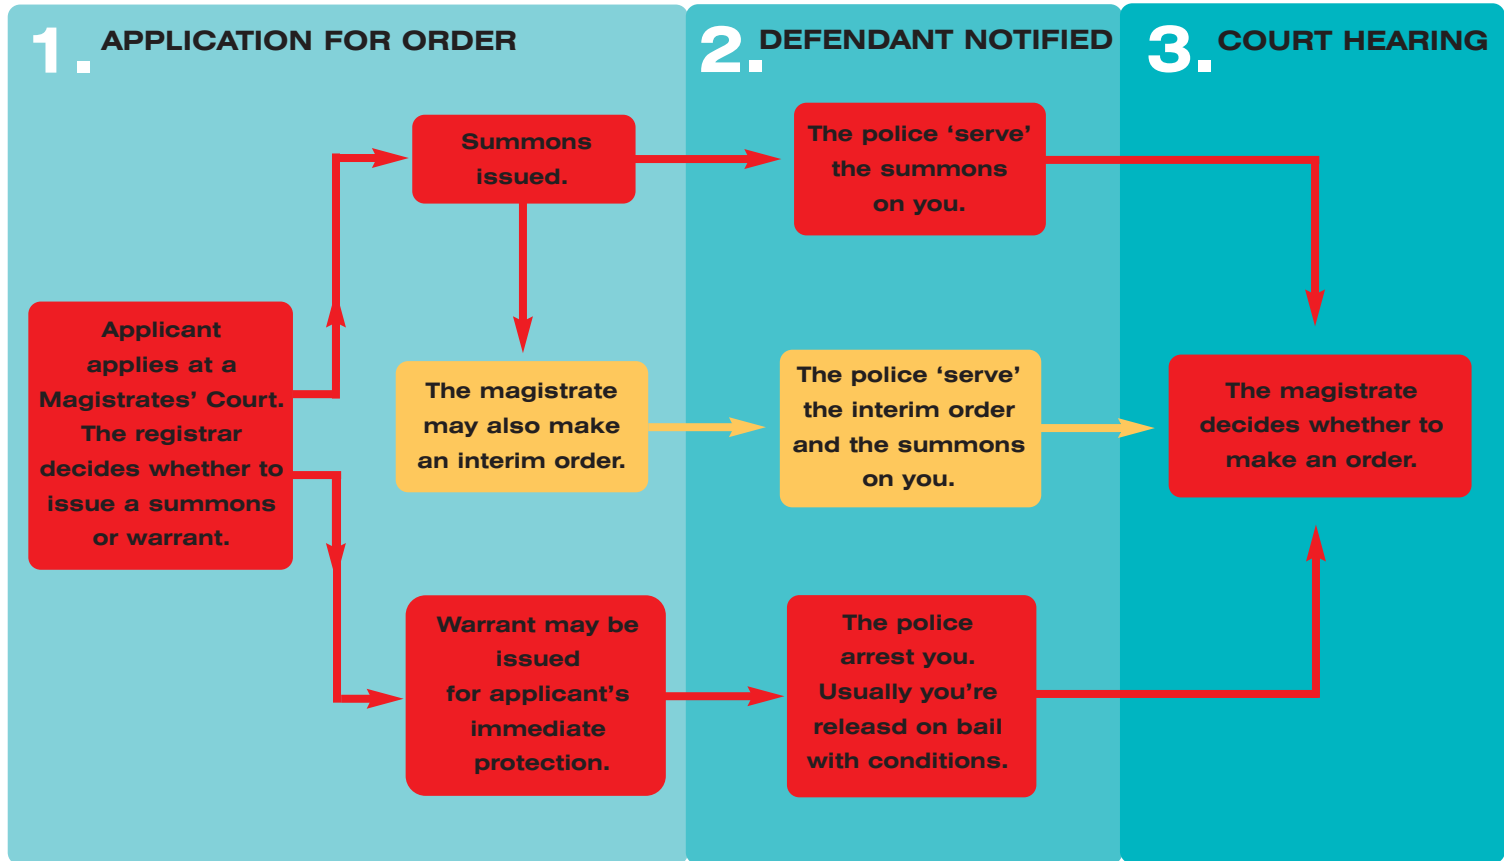 1. APPLICATION FOR ORDER
Applicant
applies at a
Magistrates’ Court.
The registrar
decides whether to
issue a summons
or warrant.
Summons
issued.
The magistrate
may also make
an interim order.
Warrant may be
issued
for applicant’s
immediate
protection.
2. DEFENDANT NOTIFIED
The police ‘serve’
the summons
on you.
The police ‘serve’
the interim order
and the summons
on you.
The police
arrest you.
Usually you’re
releasd on bail
with conditions.
3. COURT HEARING
The magistrate
decides whether to
make an order.